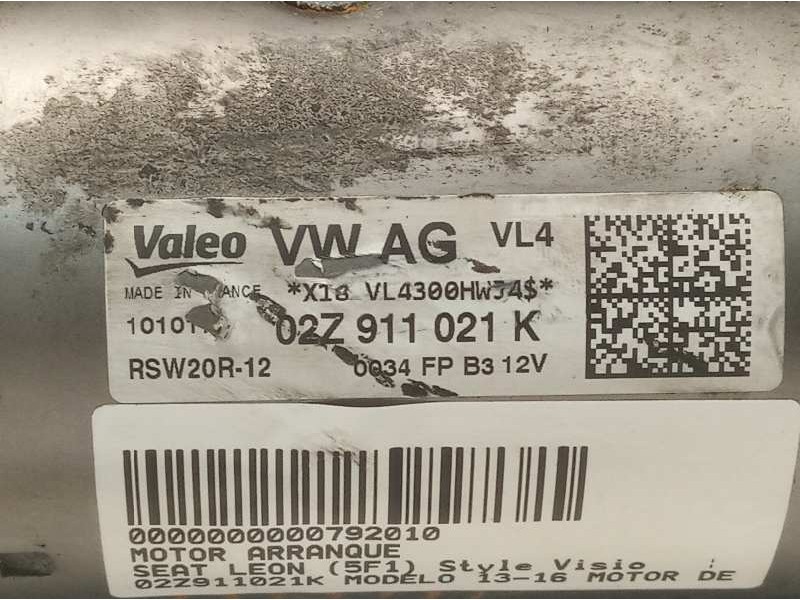 Valeo VW AG VL4
MADE IN FRANCE *X18 VL4300HWJ4$*
02Z 911 021 K
RSW20R-12 0034 FP B3 12V
0000000000792010
MOTOR ARRANQUE
SEAT LEON (5F1) Style Visio
02Z911021K MODELO 13-16 MOTOR DE